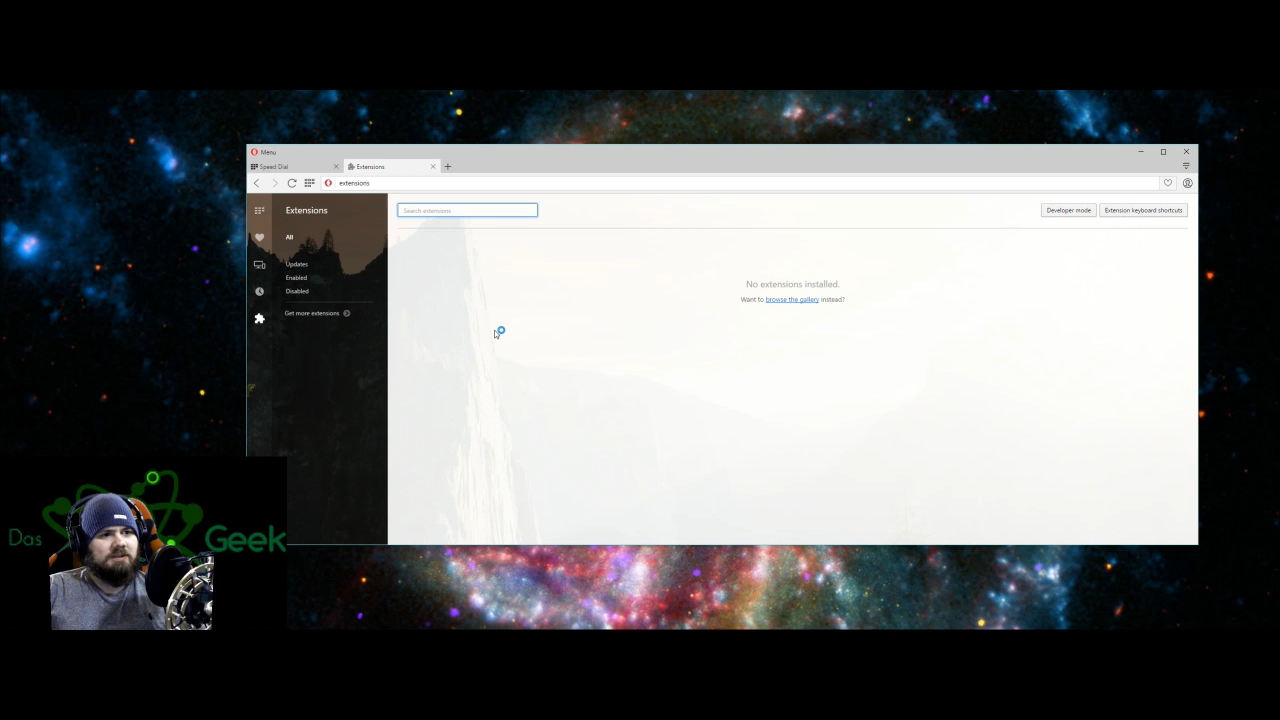 Menu
Speed Dial
Extensions
extensions
Extensions
Search extensions
Developer mode
Extension keyboard shortcuts
All
Updates
Enabled
Disabled
Get more extensions
No extensions installed.
Want to browse the gallery instead?
Das Geek